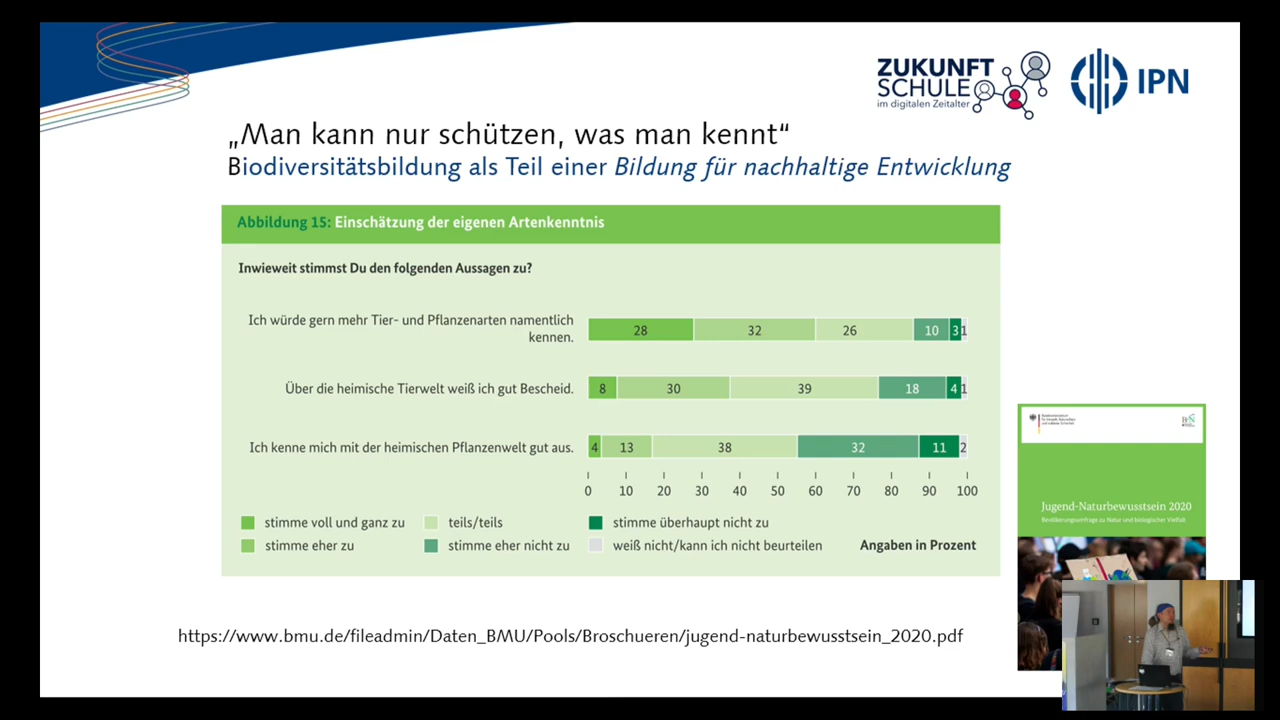 ZUKUNFT
SCHULE
im digitalen Zeitalter
IPN
„Man kann nur schützen, was man kennt“
Biodiversitätsbildung als Teil einer Bildung für nachhaltige Entwicklung
Abbildung 15: Einschätzung der eigenen Artenkenntnis
Inwieweit stimmst Du den folgenden Aussagen zu?
Ich würde gern mehr Tier- und Pflanzenarten namentlich
kennen.
28 32 26 10 3 1
Über die heimische Tierwelt weiß ich gut Bescheid.
8 30 39 18 4 1
Ich kenne mich mit der heimischen Pflanzenwelt gut aus.
4 13 38 32 11 2
0 10 20 30 40 50 60 70 80 90 100
stimme voll und ganz zu
teils/teils
stimme überhaupt nicht zu
stimme eher zu
stimme eher nicht zu
weiß nicht/kann ich nicht beurteilen
Angaben in Prozent
Jugend-Naturbewusstsein 2020
Bevölkerungsumfrage zu Natur und biologischer Vielfalt
https://www.bmu.de/fileadmin/Daten_BMU/Pools/Broschueren/jugend-naturbewusstsein_2020.pdf